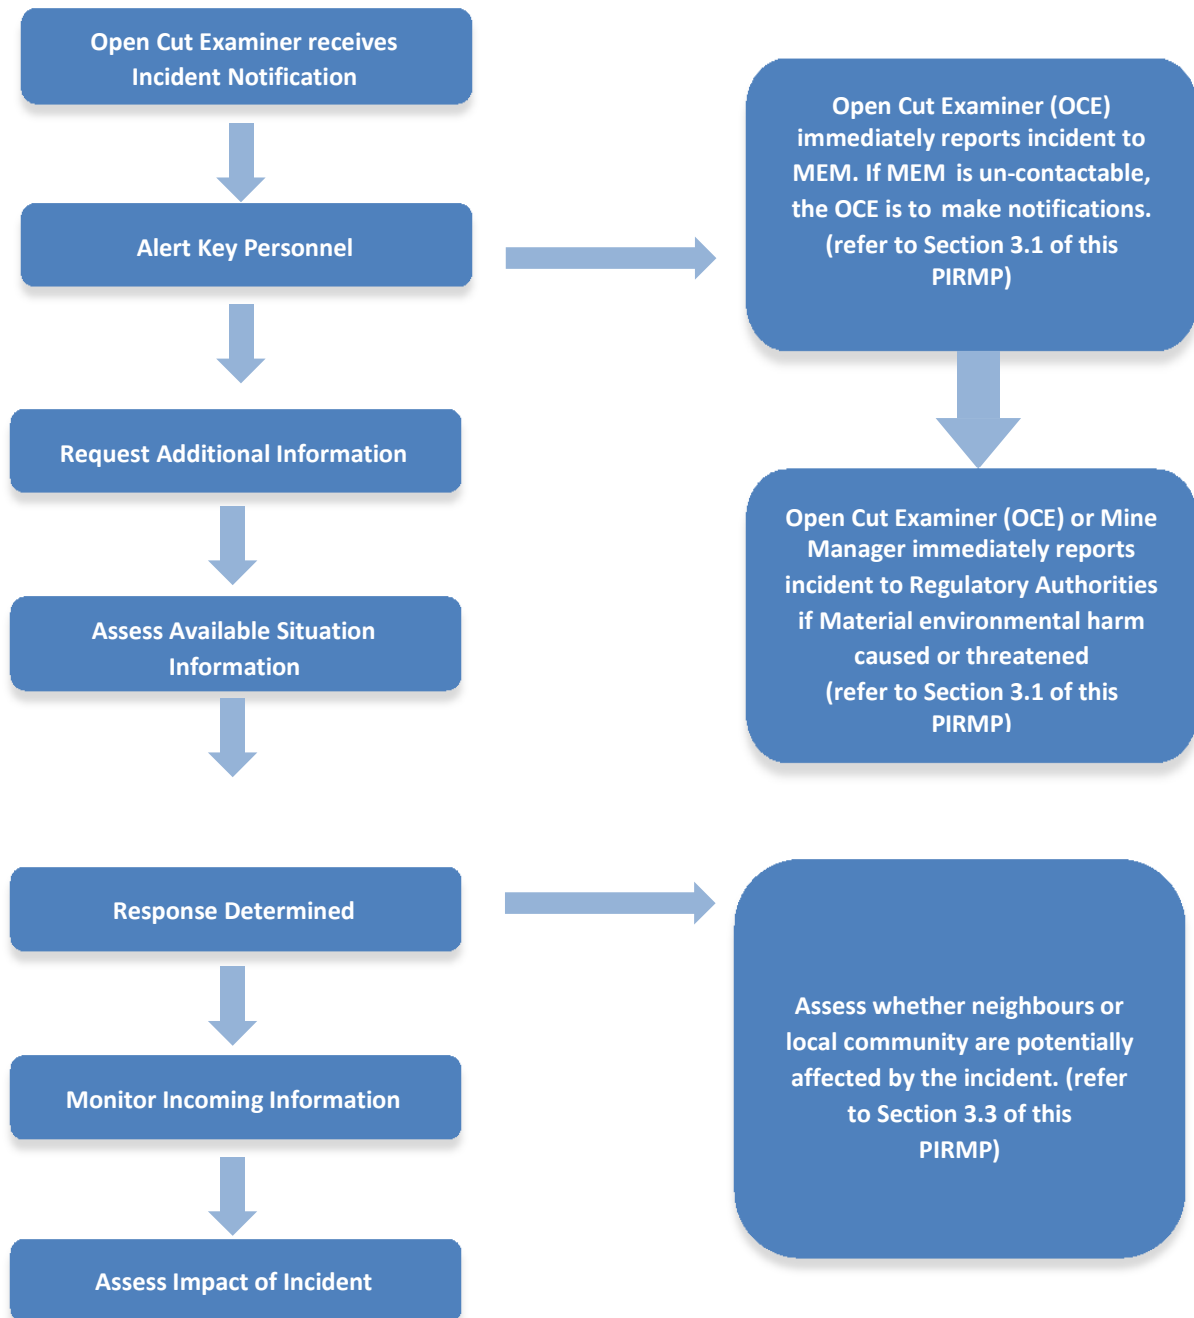 Open Cut Examiner receives
Incident Notification
Alert Key Personnel
Open Cut Examiner (OCE)
immediately reports incident to
MEM. If MEM is un-contactable,
the OCE is to make notifications.
(refer to Section 3.1 of this
PIRMP)
Request Additional Information
Open Cut Examiner (OCE) or Mine
Manager immediately reports
incident to Regulatory Authorities
if Material environmental harm
caused or threatened
(refer to Section 3.1 of this
PIRMP)
Assess Available Situation
Information
Response Determined
Assess whether neighbours or
local community are potentially
affected by the incident. (refer
to Section 3.3 of this
PIRMP)
Monitor Incoming Information
Assess Impact of Incident